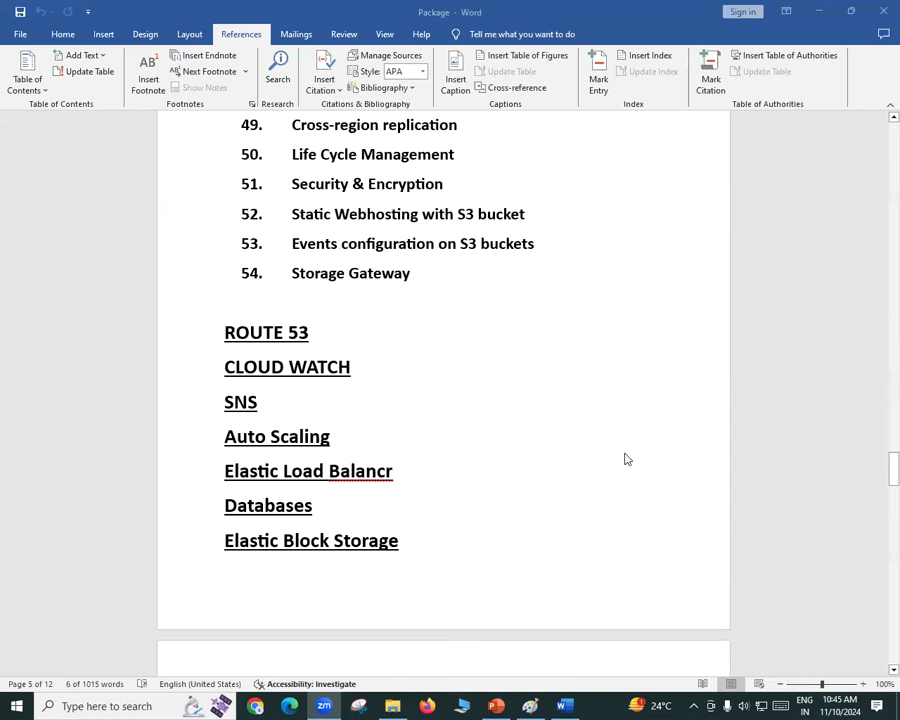 Package - Word
Sign in
File Home Insert Design Layout References Mailings Review View Help Tell me what you want to do
Table of Contents
Add Text
Update Table
Table of Contents
AB1
Insert Footnote
Insert Endnote
Next Footnote
Show Notes
Footnotes
Search
Research
Insert Citation
Manage Sources
Style: APA
Bibliography
Citations & Bibliography
Insert Caption
Insert Table of Figures
Update Table
Cross-reference
Captions
Mark Entry
Insert Index
Update Index
Index
Mark Citation
Insert Table of Authorities
Update Table
Table of Authorities
49. Cross-region replication
50. Life Cycle Management
51. Security & Encryption
52. Static Webhosting with S3 bucket
53. Events configuration on S3 buckets
54. Storage Gateway
ROUTE 53
CLOUD WATCH
SNS
Auto Scaling
Elastic Load Balancr
Databases
Elastic Block Storage
Page 5 of 12 6 of 1015 words English (United States) Accessibility: Investigate 100%
Type here to search
zm
24°C
ENG
IN
10:45 AM
11/10/2024